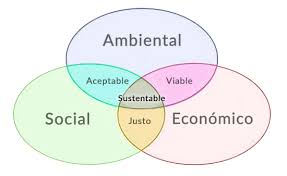 Ambiental
Aceptable
Viable
Sustentable
Social
Justo
Económico